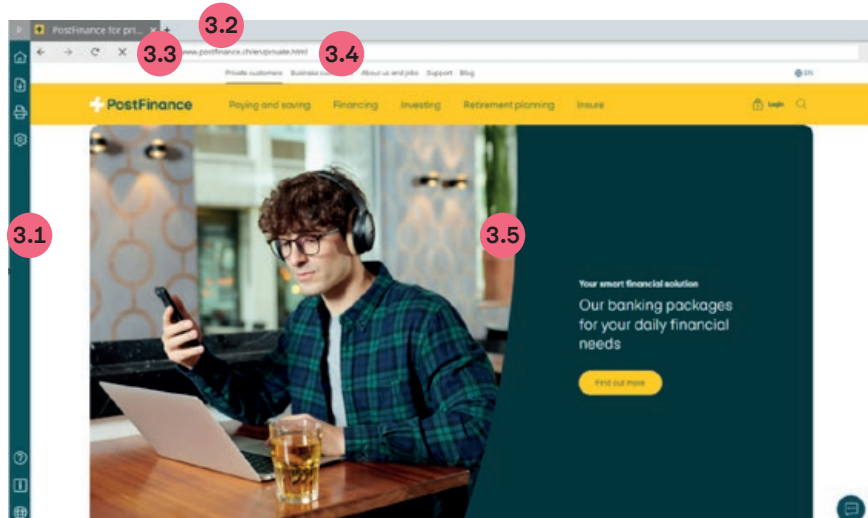 3.2
PostFinance for pri... × +
3.3
3.4
www.postfinance.ch/en/private.html
Private customers Business About us and jobs Support Blog
EN
PostFinance Paying and saving Financing Investing Retirement planning Insure Login
3.1
3.5
Your smart financial solution
Our banking packages
for your daily financial
needs
Find out more